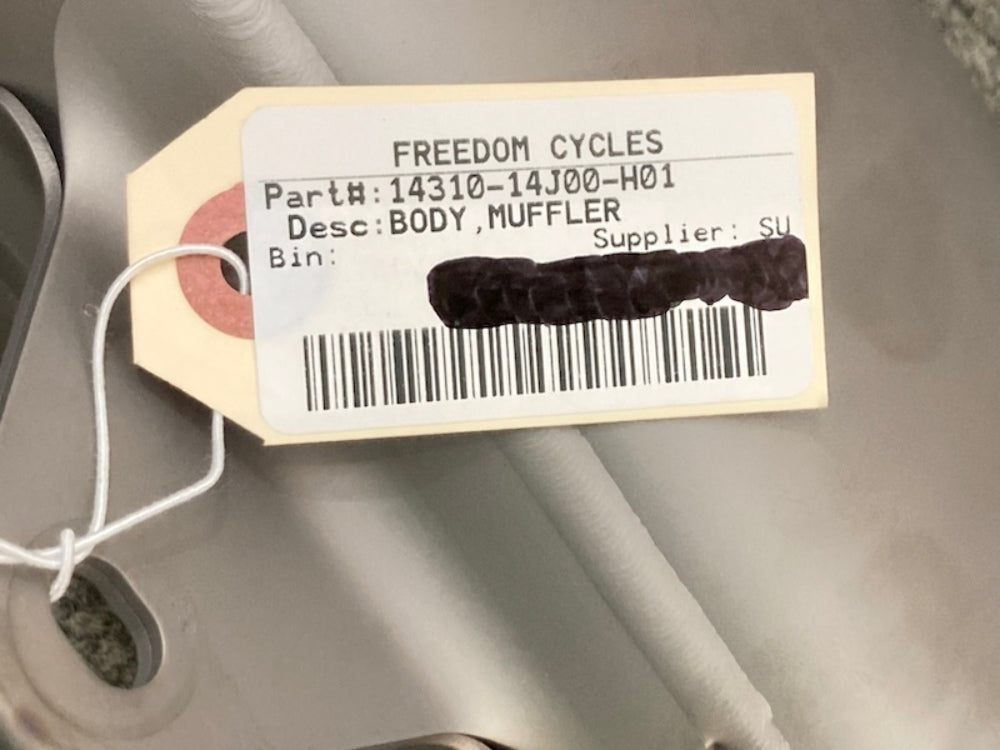 FREEDOM CYCLES
Part#:14310-14J00-H01
Desc:BODY,MUFFLER
Supplier: SU
Bin: